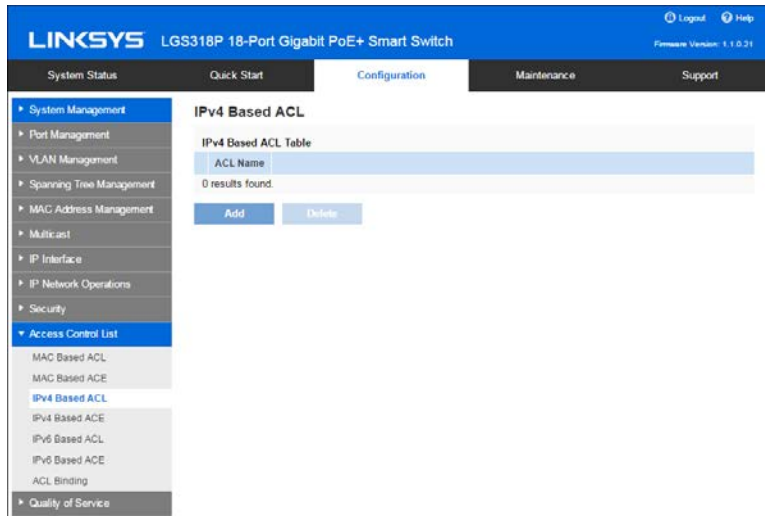 Logout Help
LINKSYS LGS318P 18-Port Gigabit PoE+ Smart Switch
Firmware Version: 1.1.0.21
System Status Quick Start Configuration Maintenance Support
System Management
Port Management
VLAN Management
Spanning Tree Management
MAC Address Management
Multicast
IP Interface
IP Network Operations
Security
Access Control List
MAC Based ACL
MAC Based ACE
IPv4 Based ACL
IPv4 Based ACE
IPv6 Based ACL
IPv6 Based ACE
ACL Binding
Quality of Service
IPv4 Based ACL
IPv4 Based ACL Table
ACL Name
0 results found.
Add Delete